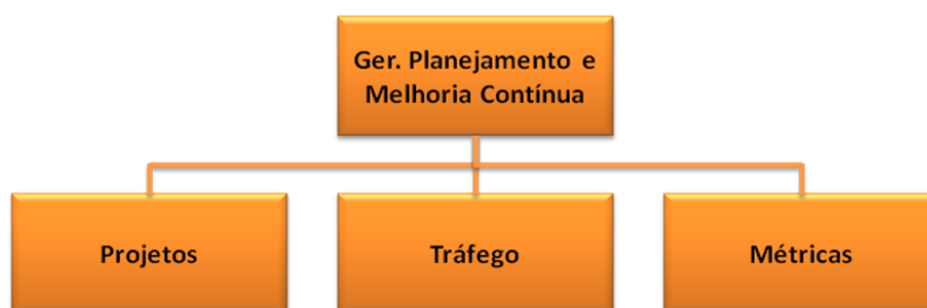 Ger. Planejamento e
Melhoria Contínua
Projetos
Tráfego
Métricas